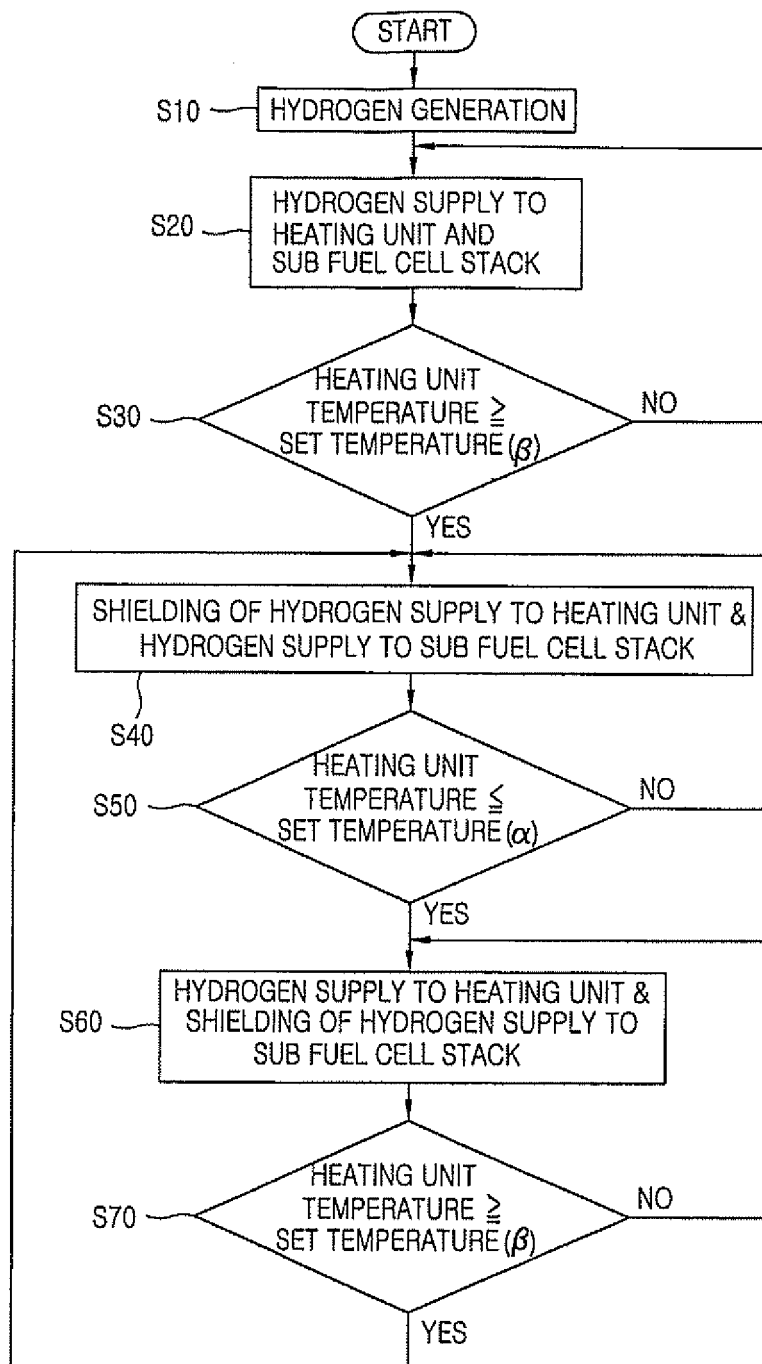 START
S10
HYDROGEN GENERATION
S20
HYDROGEN SUPPLY TO
HEATING UNIT AND
SUB FUEL CELL STACK
S30
HEATING UNIT
TEMPERATURE ≧
SET TEMPERATURE(β)
NO
YES
SHIELDING OF HYDROGEN SUPPLY TO HEATING UNIT &
HYDROGEN SUPPLY TO SUB FUEL CELL STACK
S40
S50
HEATING UNIT
TEMPERATURE ≦
SET TEMPERATURE(α)
NO
YES
S60
HYDROGEN SUPPLY TO HEATING UNIT &
SHIELDING OF HYDROGEN SUPPLY TO
SUB FUEL CELL STACK
S70
HEATING UNIT
TEMPERATURE ≧
SET TEMPERATURE(β)
NO
YES